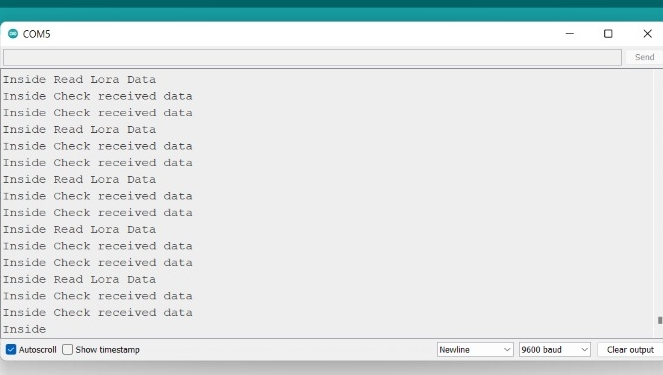 COM5
Send
Inside Read Lora Data
Inside Check received data
Inside Check received data
Inside Read Lora Data
Inside Check received data
Inside Check received data
Inside Read Lora Data
Inside Check received data
Inside Check received data
Inside Read Lora Data
Inside Check received data
Inside Check received data
Inside Read Lora Data
Inside Check received data
Inside Check received data
Inside
Autoscroll Show timestamp Newline 9600 baud Clear output